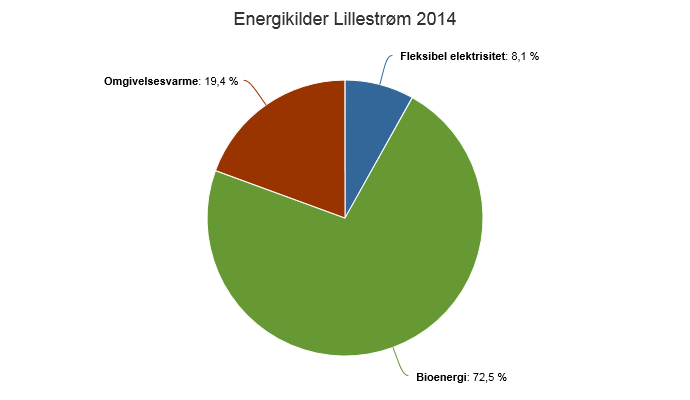 Energikilder Lillestrøm 2014
Fleksibel elektrisitet: 8,1 %
Omgivelsesvarme: 19,4 %
Bioenergi: 72,5 %